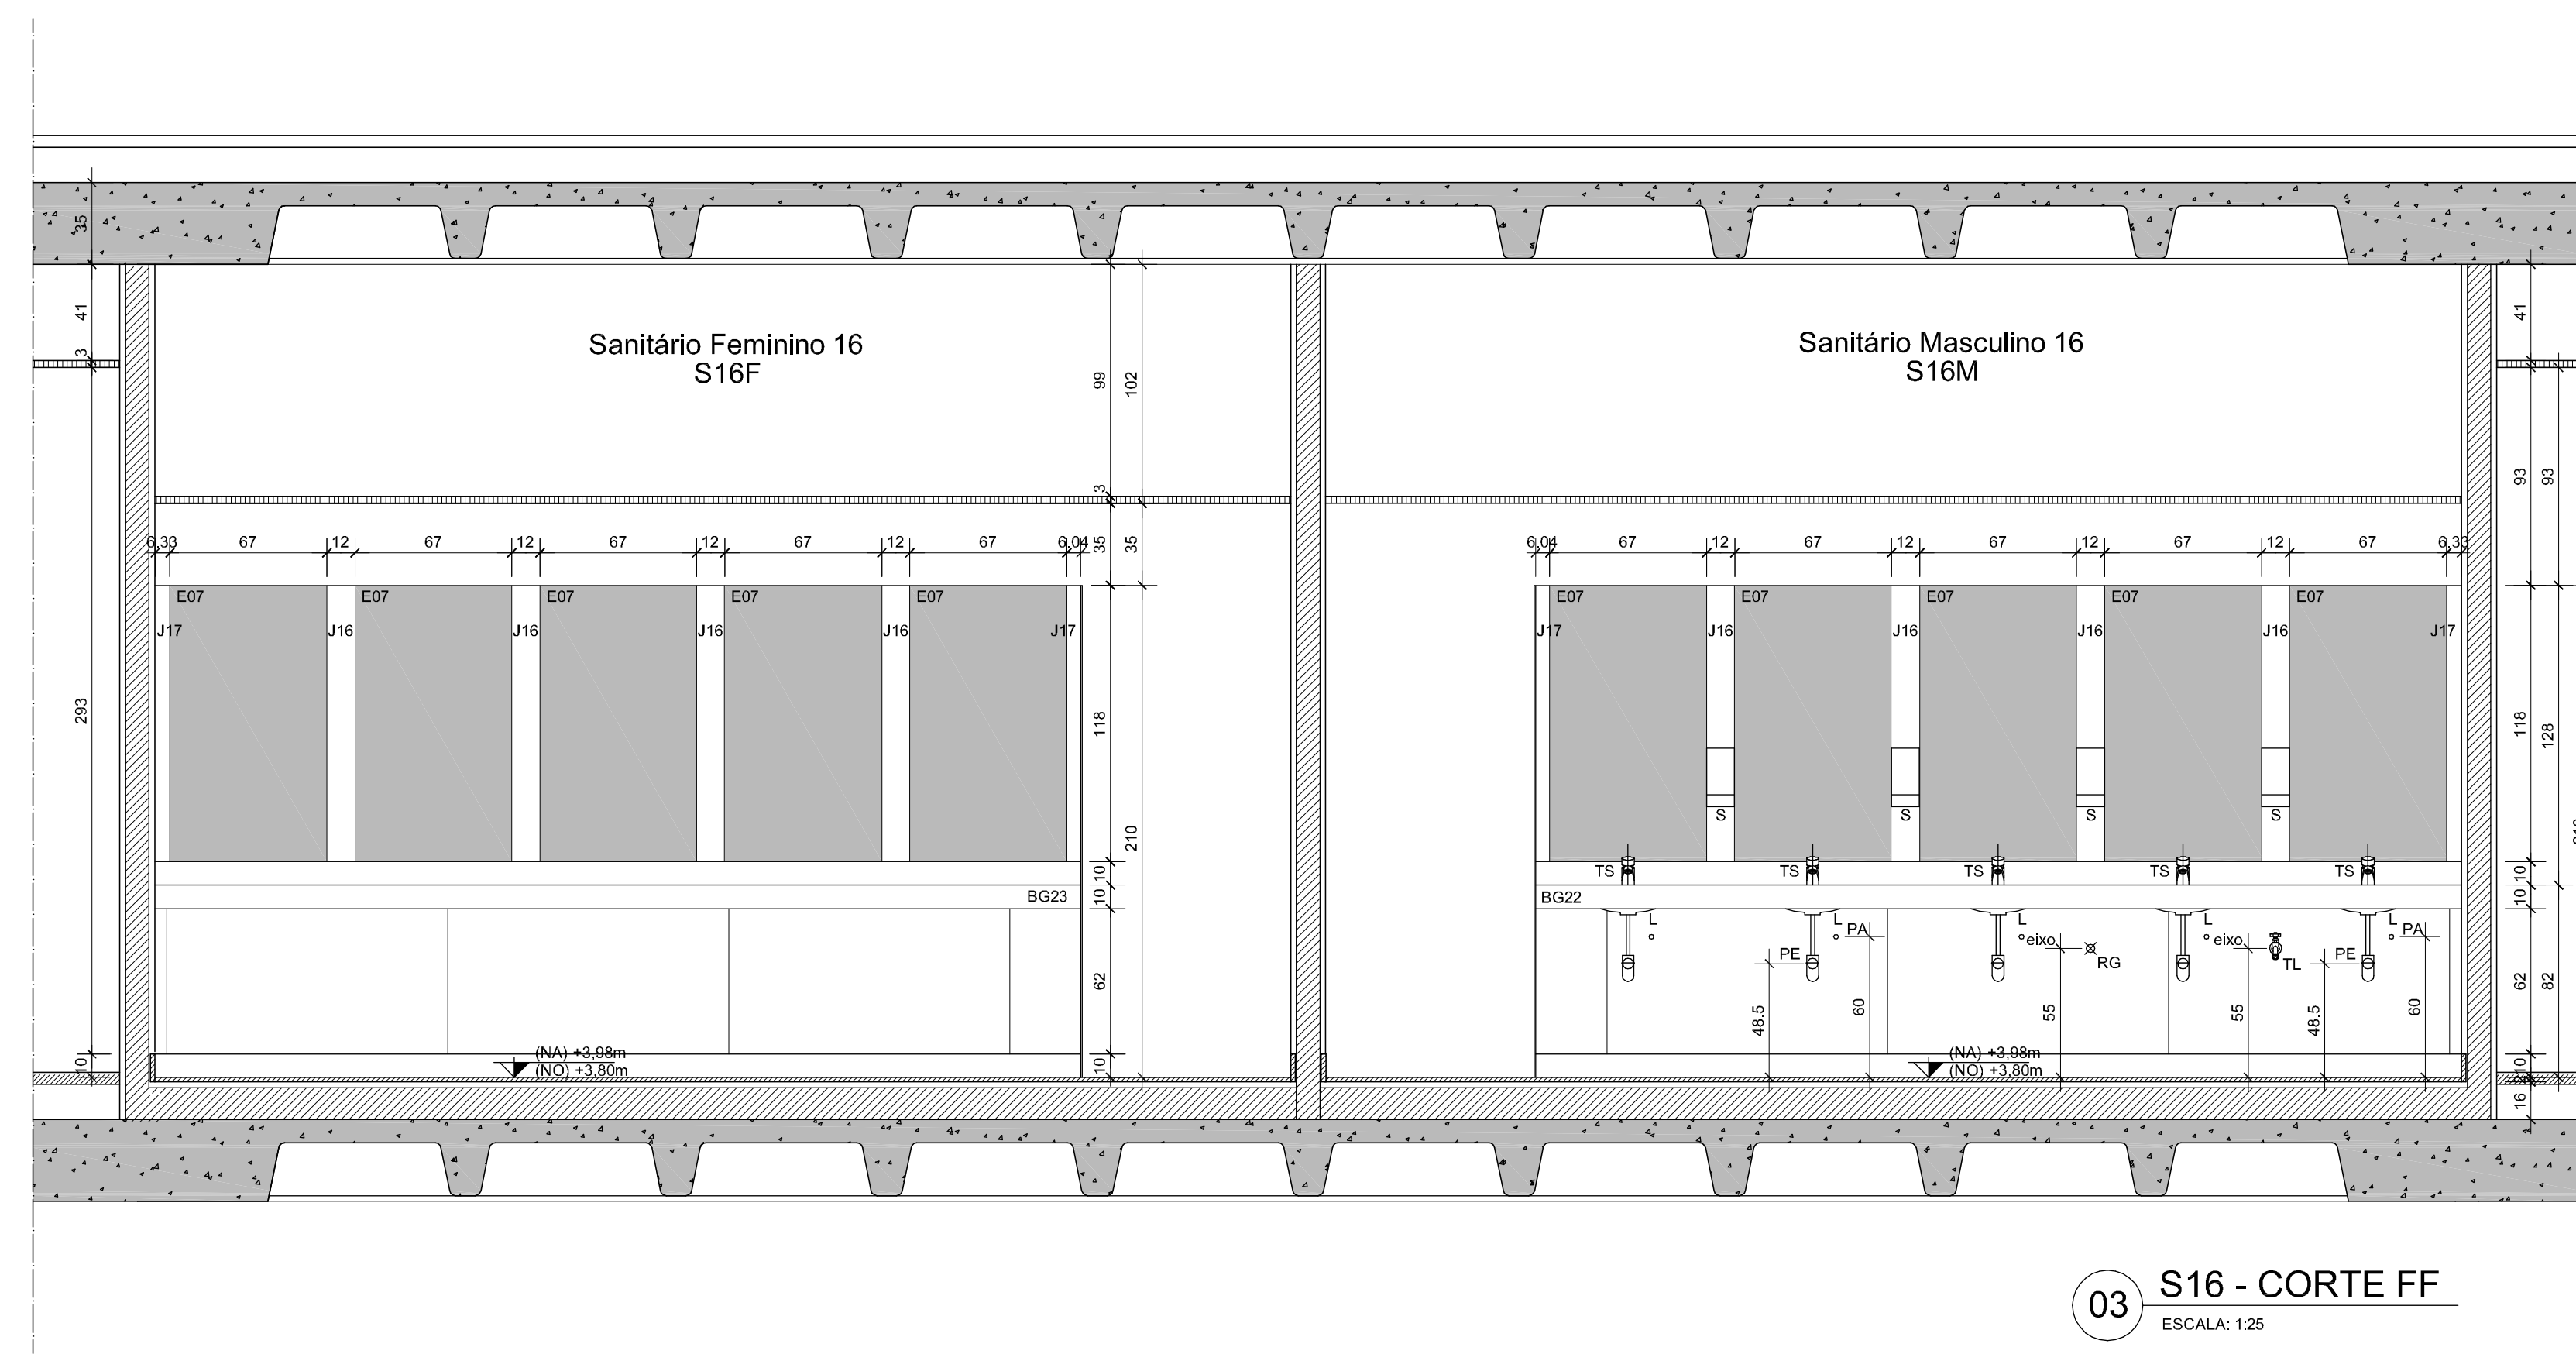 35
41
3
293
10
Sanitário Feminino 16
S16F
99
102
3
Sanitário Masculino 16
S16M
41
93
93
6.33
67
12
67
12
67
12
67
12
67
6.04
35
35
6.04
67
12
67
12
67
12
67
12
67
6.33
E07
E07
E07
E07
E07
E07
E07
E07
E07
E07
J17
J16
J16
J16
J16
J17
J17
J16
J16
J16
J16
J17
118
210
118
128
S
S
S
S
TS
TS
TS
TS
TS
10
10
BG23
BG22
10
10
L
L
L
L
L
PA
PA
eixo
eixo
PE
RG
TL
PE
62
48.5
60
55
55
48.5
60
62
82
(NA) +3,98m
(NO) +3,80m
10
(NA) +3,98m
(NO) +3,80m
10
16
03
S16 - CORTE FF
ESCALA: 1:25